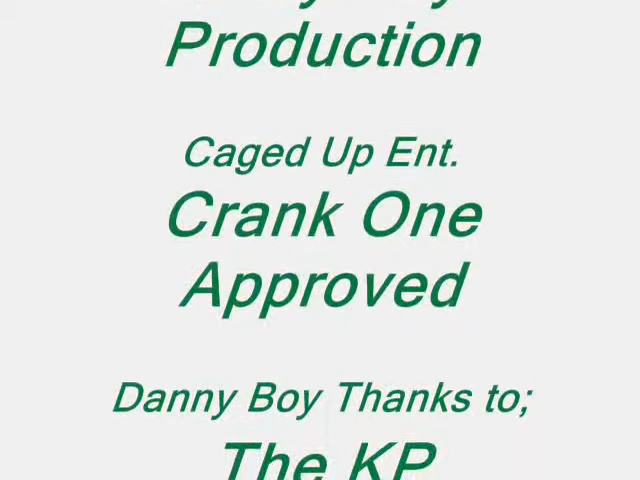 Production
Caged Up Ent.
Crank One
Approved
Danny Boy Thanks to;
The KP